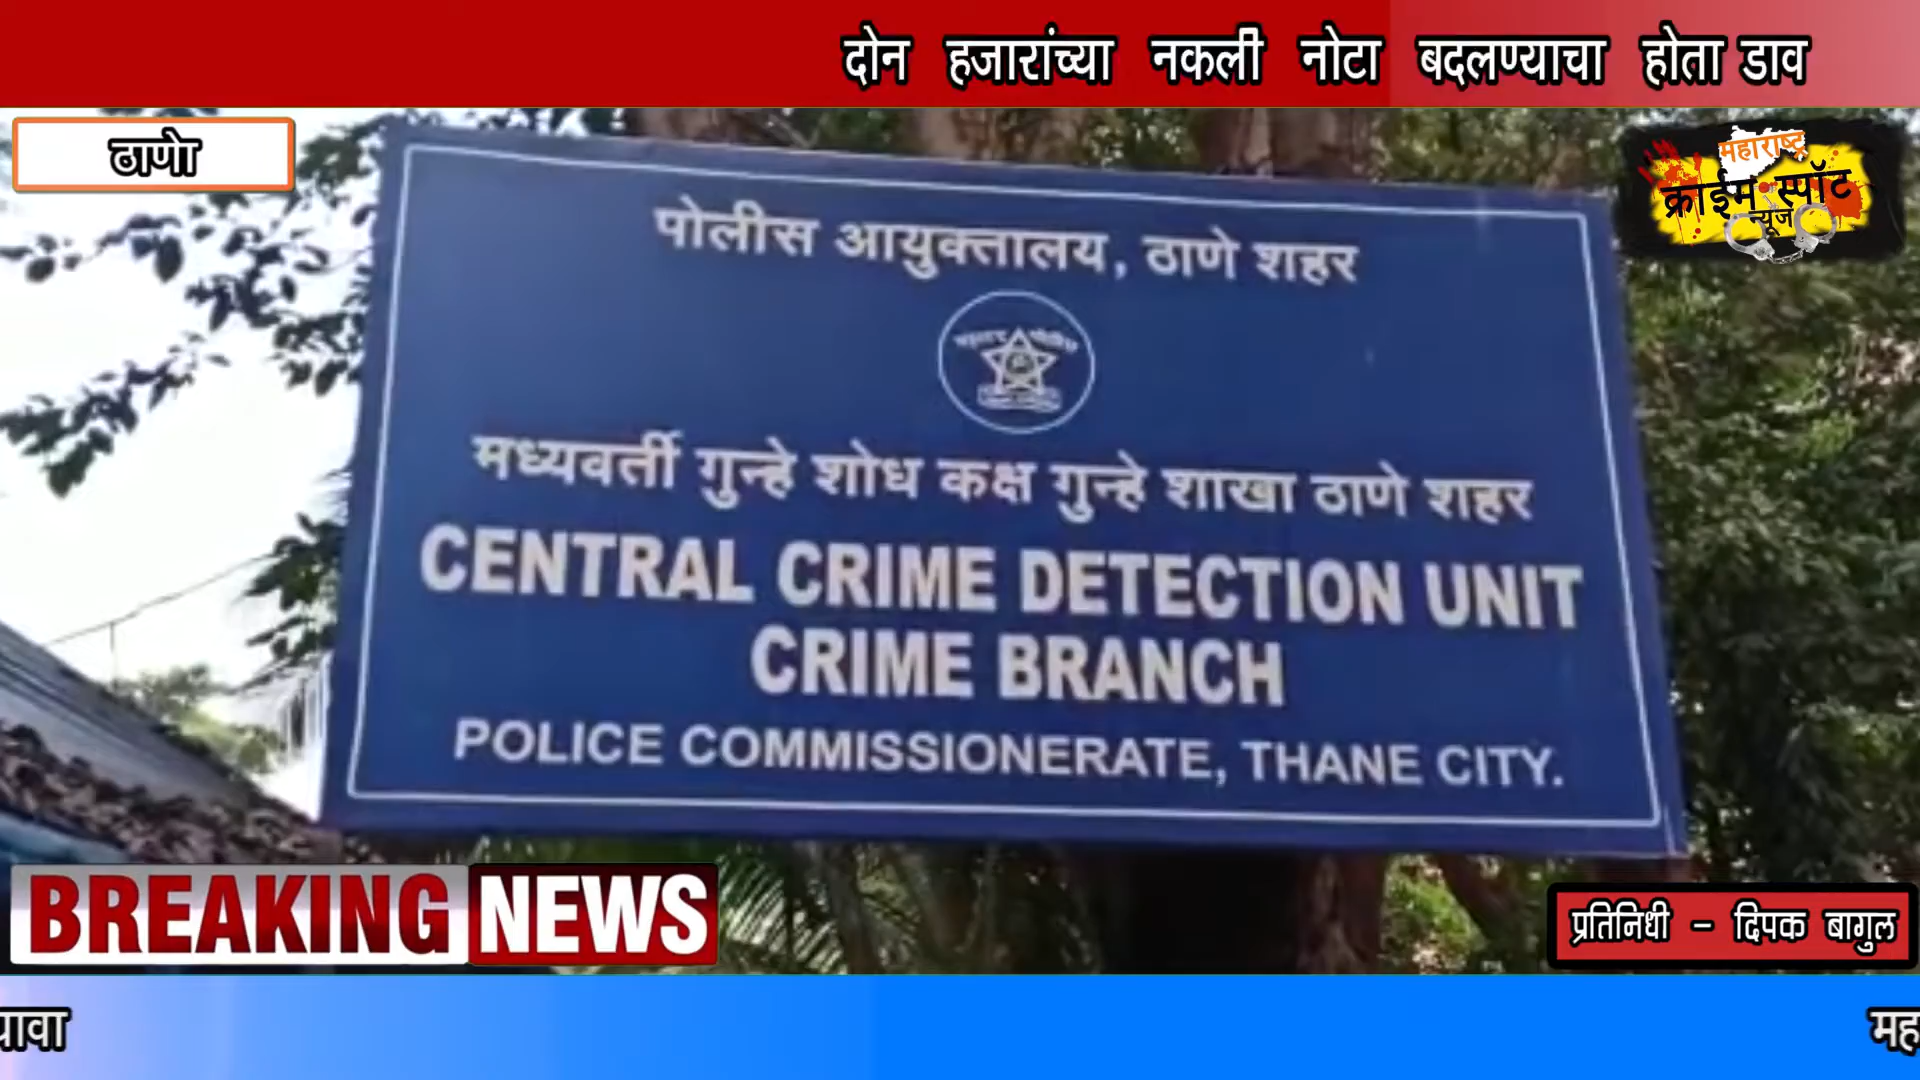 दोन हजारांच्या नकली नोटा बदलण्याचा होता डाव
ठाणेा
महाराष्ट्र
क्राईम स्पॉट
न्यूज
पोलीस आयुक्तालय, ठाणे शहर
मध्यवर्ती गुन्हे शोध कक्ष गुन्हे शाखा ठाणे शहर
CENTRAL CRIME DETECTION UNIT
CRIME BRANCH
POLICE COMMISSIONERATE, THANE CITY.
BREAKING NEWS
प्रतिनिधी - दिपक बागुल